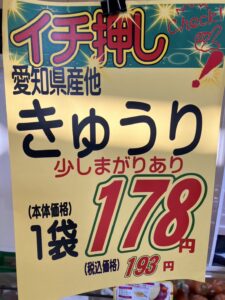 Check!
イチ押し
愛知県産他
きゅうり
少しまがりあり
(本体価格)
1袋 178円
(税込価格) 193円